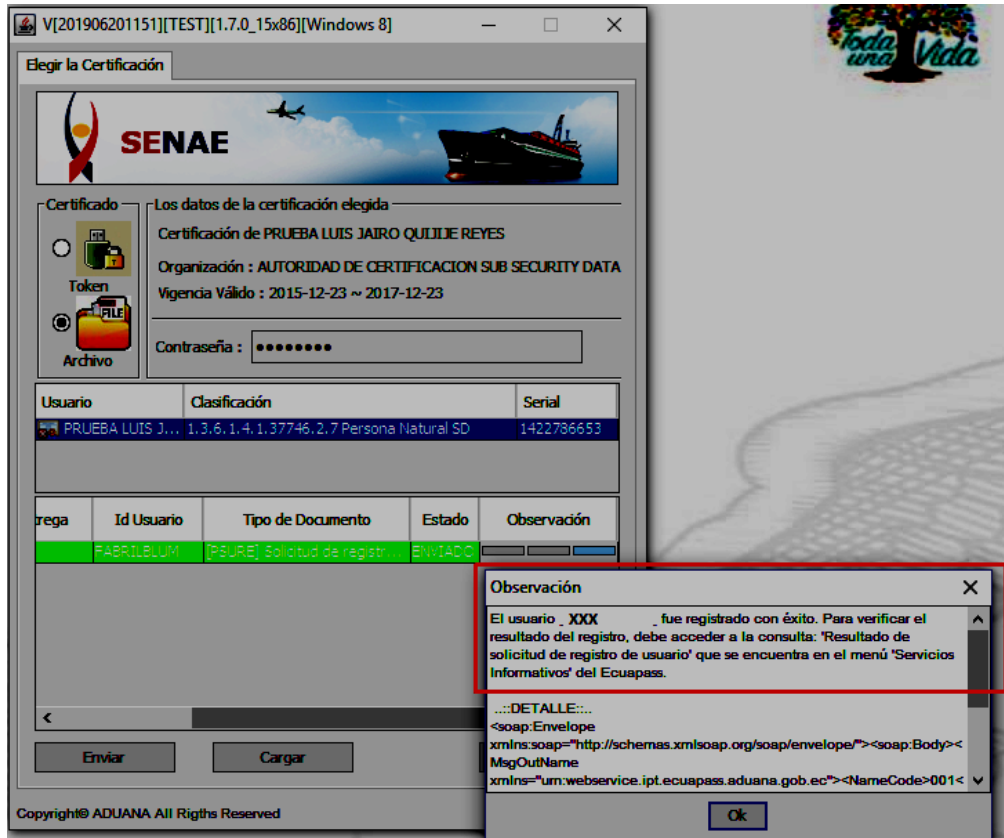 V[201906201151][TEST][1.7.0_15x86][Windows 8]
Toda
una Vida
Elegir la Certificación
SENAE
Certificado
Los datos de la certificación elegida
Certificación de PRUEBA LUIS JAIRO QUIJIJE REYES
Organización : AUTORIDAD DE CERTIFICACION SUB SECURITY DATA
Token
Vigencia Válido : 2015-12-23 ~ 2017-12-23
FILE
Archivo
Contraseña : ●●●●●●●●
Usuario Clasificación Serial
PRUEBA LUIS J... 1.3.6.1.4.1.37746.2.7 Persona Natural SD 1422786653
trega Id Usuario Tipo de Documento Estado Observación
FABRILBLUM [PSURE] Solicitud de registr... ENVIADO
Observación
El usuario _ XXX _ fue registrado con éxito. Para verificar el
resultado del registro, debe acceder a la consulta: 'Resultado de
solicitud de registro de usuario' que se encuentra en el menú 'Servicios
Informativos' del Ecuapass.
..::DETALLE::..
<soap:Envelope
xmlns:soap="http://schemas.xmlsoap.org/soap/envelope/"><soap:Body><
MsgOutName
xmlns="urn:webservice.ipt.ecuapass.aduana.gob.ec"><NameCode>001<
Enviar Cargar
Ok
Copyright© ADUANA All Rigths Reserved